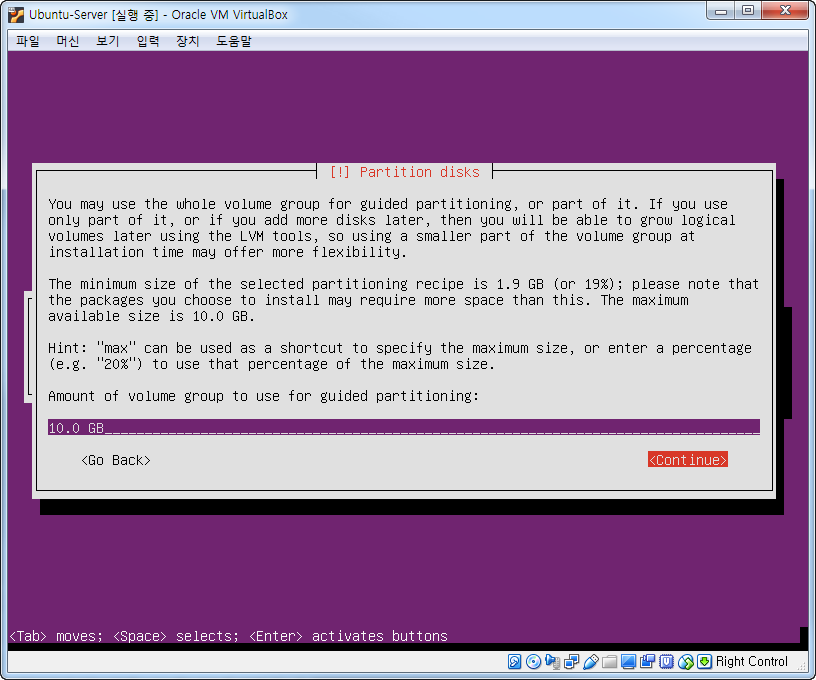 Ubuntu-Server [실행 중] - Oracle VM VirtualBox
파일 머신 보기 입력 장치 도움말
[!] Partition disks
You may use the whole volume group for guided partitioning, or part of it. If you use
only part of it, or if you add more disks later, then you will be able to grow logical
volumes later using the LVM tools, so using a smaller part of the volume group at
installation time may offer more flexibility.
The minimum size of the selected partitioning recipe is 1.9 GB (or 19%); please note that
the packages you choose to install may require more space than this. The maximum
available size is 10.0 GB.
Hint: "max" can be used as a shortcut to specify the maximum size, or enter a percentage
(e.g. "20%") to use that percentage of the maximum size.
Amount of volume group to use for guided partitioning:
10.0 GB
<Go Back> <Continue>
<Tab> moves; <Space> selects; <Enter> activates buttons
Right Control